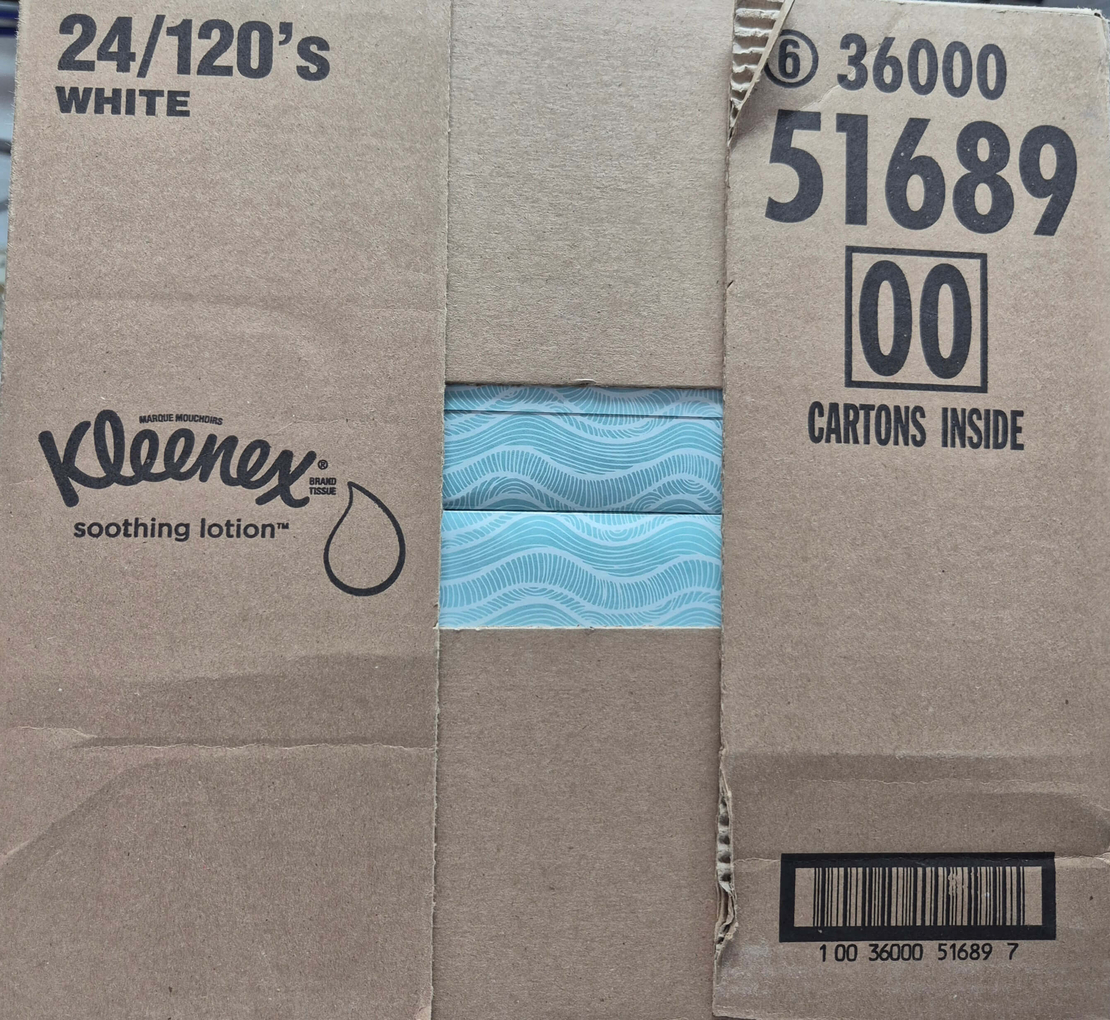 24/120's
WHITE
MARQUE MOUCHOIRS
Kleenex®
BRAND
TISSUE
soothing lotion™
⑥ 36000
51689
00
CARTONS INSIDE
1 00 36000 51689 7